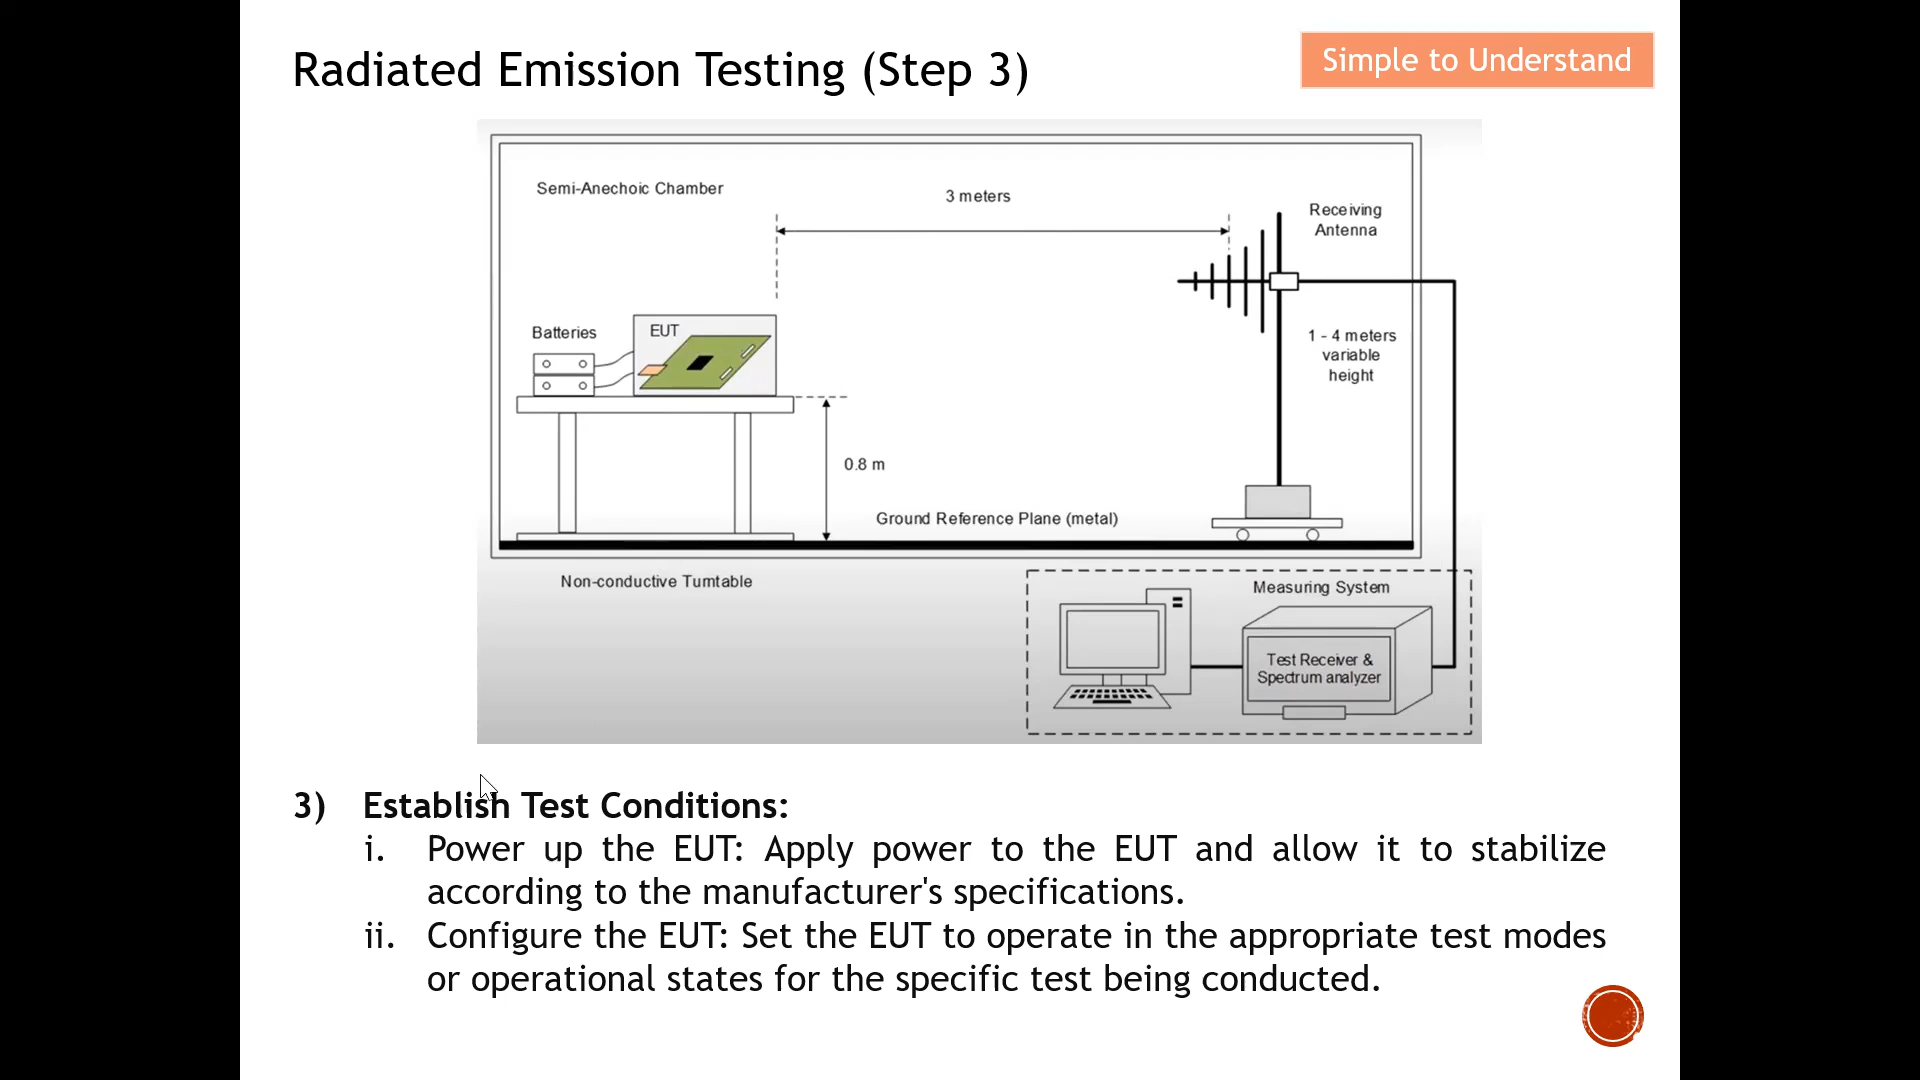 Radiated Emission Testing (Step 3)
Simple to Understand
Semi-Anechoic Chamber
3 meters
Receiving
Antenna
Batteries
EUT
1 - 4 meters
variable
height
0.8 m
Ground Reference Plane (metal)
Non-conductive Turntable
Measuring System
Test Receiver &
Spectrum analyzer
3) Establish Test Conditions:
i. Power up the EUT: Apply power to the EUT and allow it to stabilize
according to the manufacturer's specifications.
ii. Configure the EUT: Set the EUT to operate in the appropriate test modes
or operational states for the specific test being conducted.